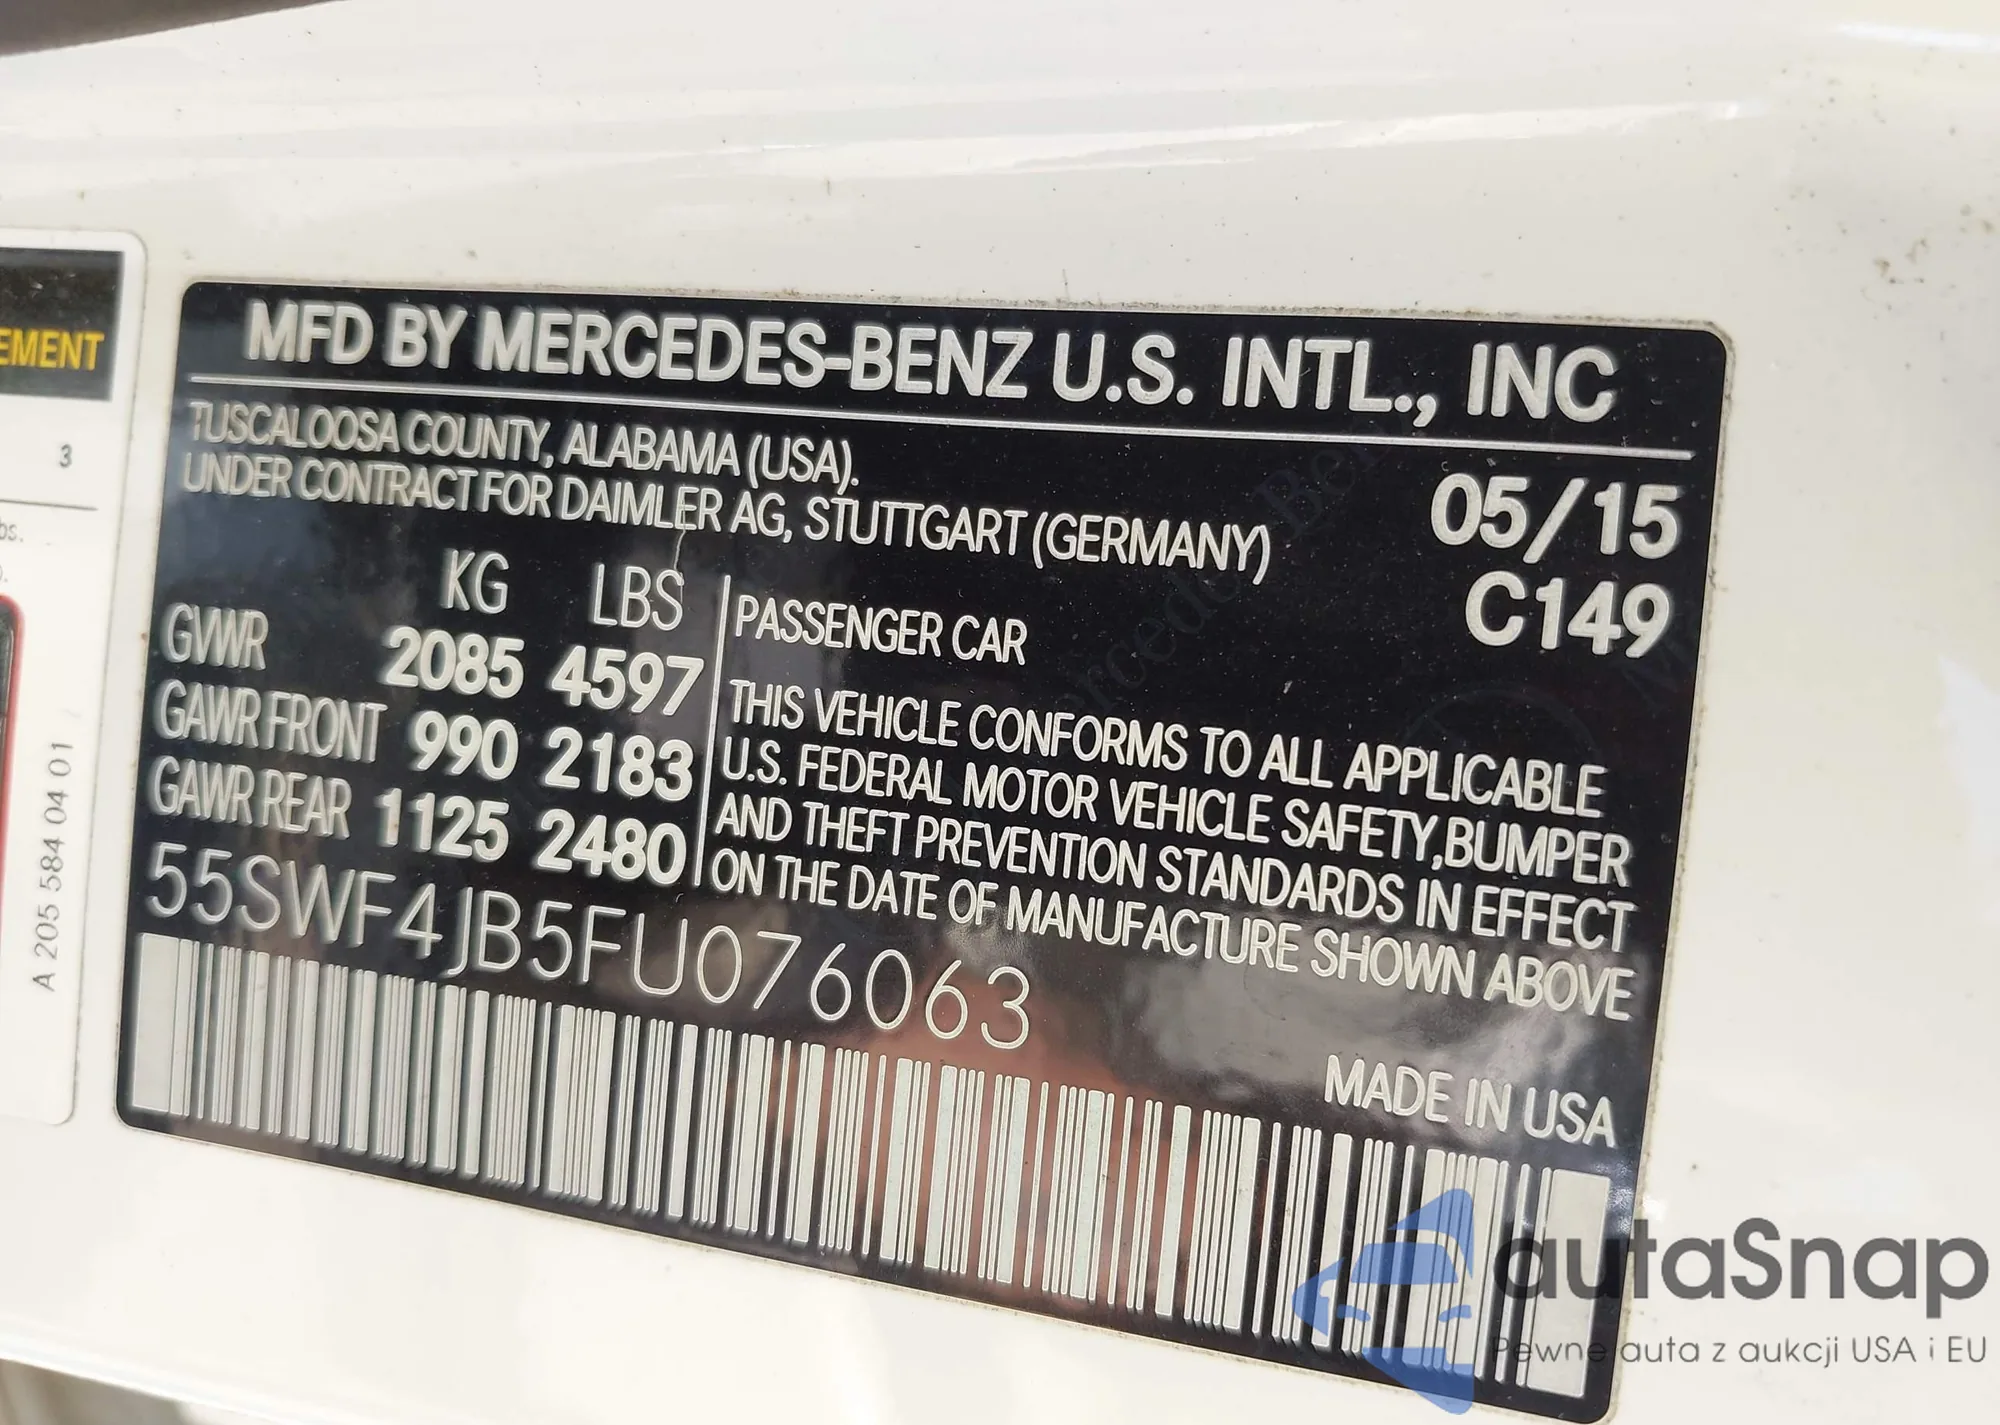 EMENT
3
bs.
A 205 584 04 01
MFD BY MERCEDES-BENZ U.S. INTL., INC
TUSCALOOSA COUNTY, ALABAMA (USA).
UNDER CONTRACT FOR DAIMLER AG, STUTTGART (GERMANY)
05/15
C149
KG LBS
GVWR 2085 4597
GAWR FRONT 990 2183
GAWR REAR 1125 2480
PASSENGER CAR
THIS VEHICLE CONFORMS TO ALL APPLICABLE
U.S. FEDERAL MOTOR VEHICLE SAFETY, BUMPER
AND THEFT PREVENTION STANDARDS IN EFFECT
ON THE DATE OF MANUFACTURE SHOWN ABOVE
55SWF4JB5FU076063
MADE IN USA
autaSnap
Pewne auta z aukcji USA i EU